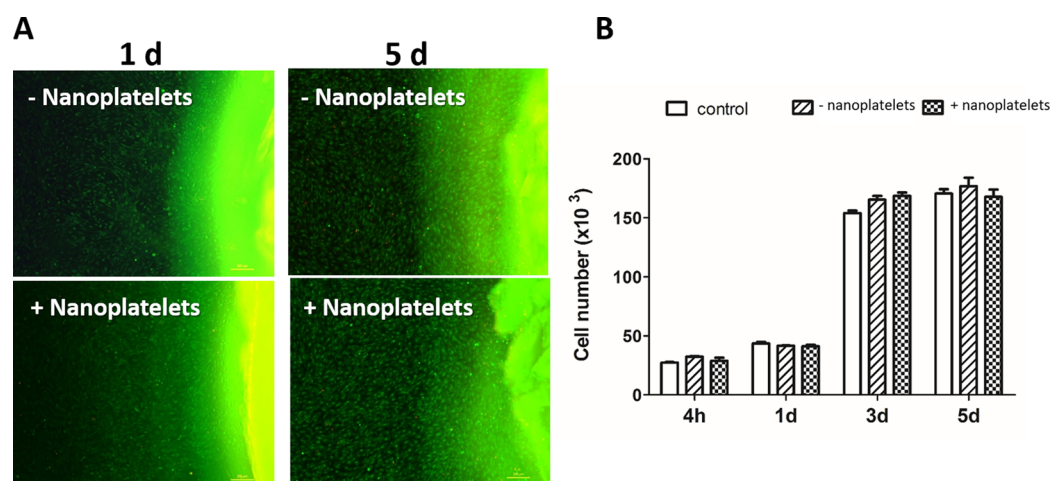 A
1 d
5 d
- Nanoplatelets
- Nanoplatelets
+ Nanoplatelets
+ Nanoplatelets
B
control
- nanoplatelets
+ nanoplatelets
Cell number (x10 3)
200
150
100
50
0
4h
1d
3d
5d